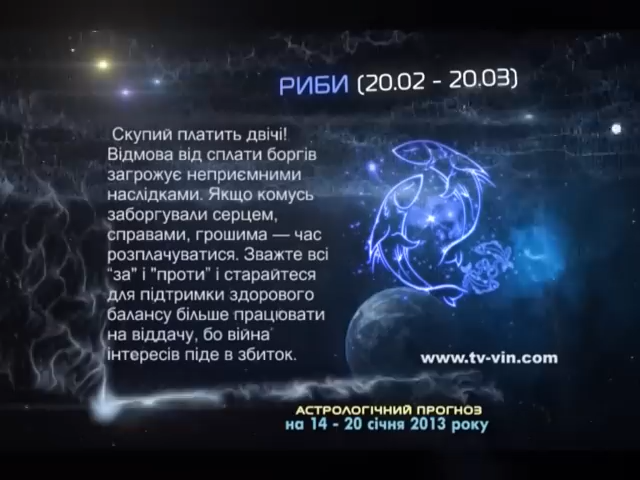 РИБИ (20.02 - 20.03)
Скупий платить двічі!
Відмова від сплати боргів
загрожує неприємними
наслідками. Якщо комусь
заборгували серцем,
справами, грошима — час
розплачуватися. Зважте всі
"за" і "проти" і старайтеся
для підтримки здорового
балансу більше працювати
на віддачу, бо війна
інтересів піде в збиток.
www.tv-vin.com
АСТРОЛОГІЧНИЙ ПРОГНОЗ
на 14 - 20 січня 2013 року